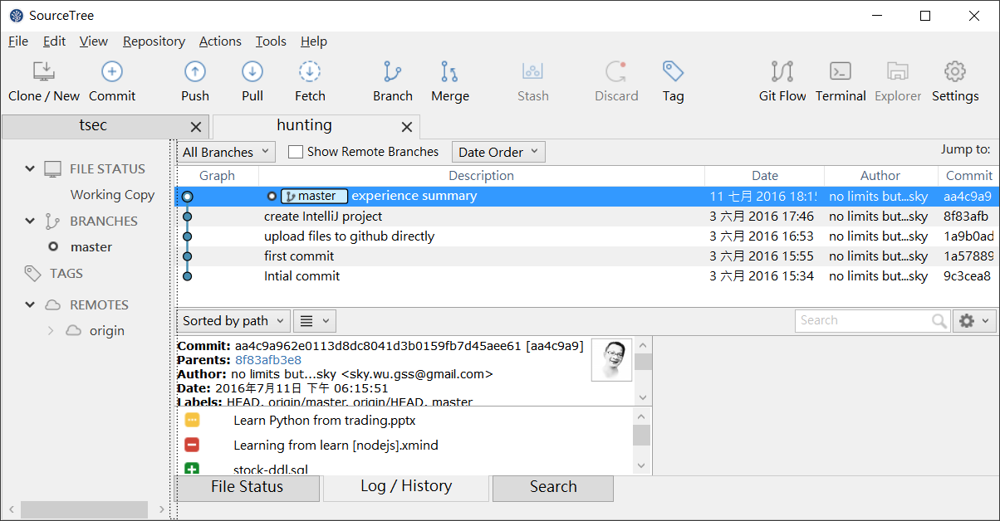 SourceTree
File Edit View Repository Actions Tools Help
Clone / New Commit Push Pull Fetch Branch Merge Stash Discard Tag Git Flow Terminal Explorer Settings
tsec hunting
All Branches Show Remote Branches Date Order Jump to:
Graph Description Date Author Commit
master experience summary 11 七月 2016 18:15 no limits but...sky aa4c9a9
create IntelliJ project 3 六月 2016 17:46 no limits but...sky 8f83afb
upload files to github directly 3 六月 2016 16:53 no limits but...sky 1a9b0ad
first commit 3 六月 2016 15:55 no limits but...sky 1a57889
Intial commit 3 六月 2016 15:34 no limits but...sky 9c3cea8
FILE STATUS
Working Copy
BRANCHES
master
TAGS
REMOTES
origin
Sorted by path Search
Commit: aa4c9a962e0113d8dc8041d3b0159fb7d45aee61 [aa4c9a9]
Parents: 8f83afb3e8
Author: no limits but...sky <sky.wu.gss@gmail.com>
Date: 2016年7月11日 下午 06:15:51
Labels: HEAD, origin/master, origin/HEAD, master
Learn Python from trading.pptx
Learning from learn [nodejs].xmind
stock-ddl.sql
File Status Log / History Search